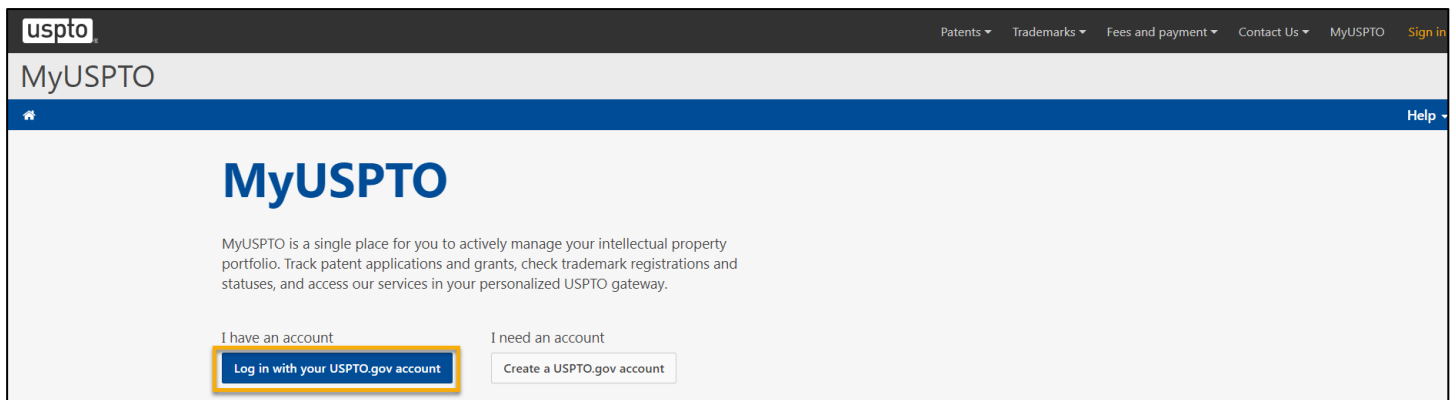 uspto
Patents Trademarks Fees and payment Contact Us MyUSPTO Sign in
MyUSPTO
Help
MyUSPTO
MyUSPTO is a single place for you to actively manage your intellectual property
portfolio. Track patent applications and grants, check trademark registrations and
statuses, and access our services in your personalized USPTO gateway.
I have an account
Log in with your USPTO.gov account
I need an account
Create a USPTO.gov account